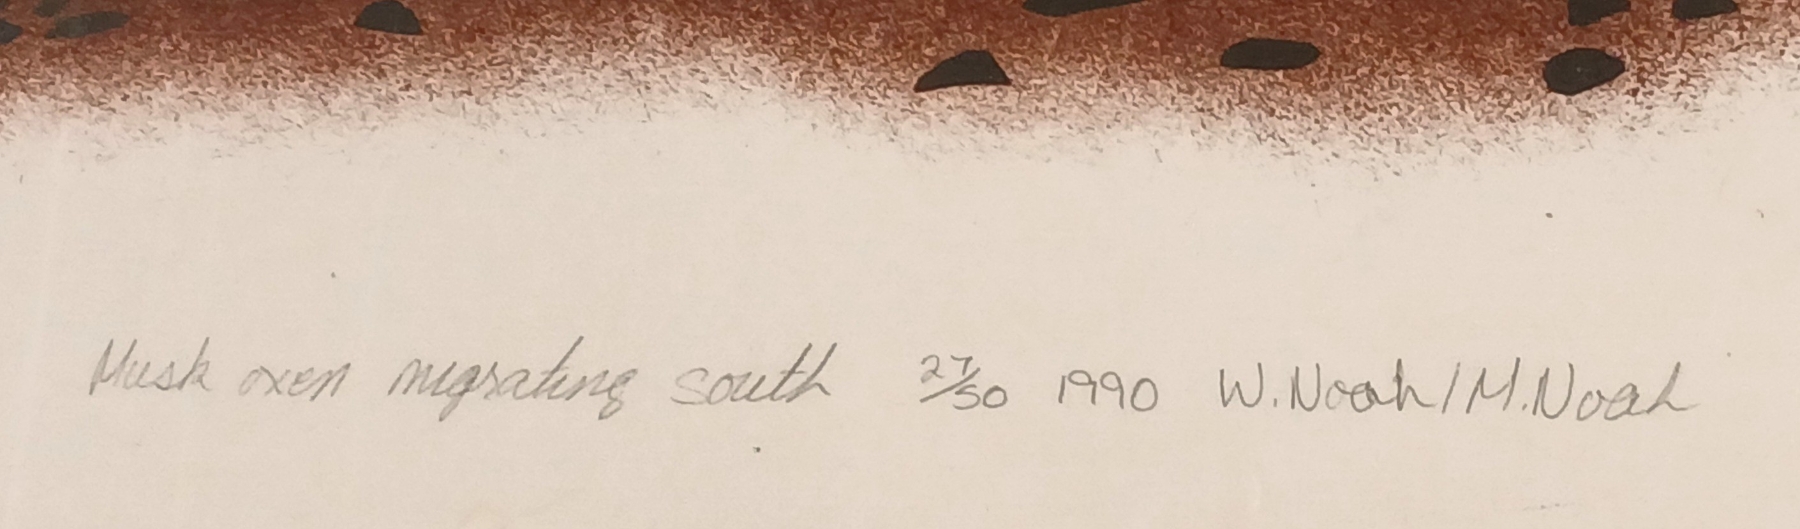 Musk oxen migrating south 27/50 1990 W.Noah/M.Noah